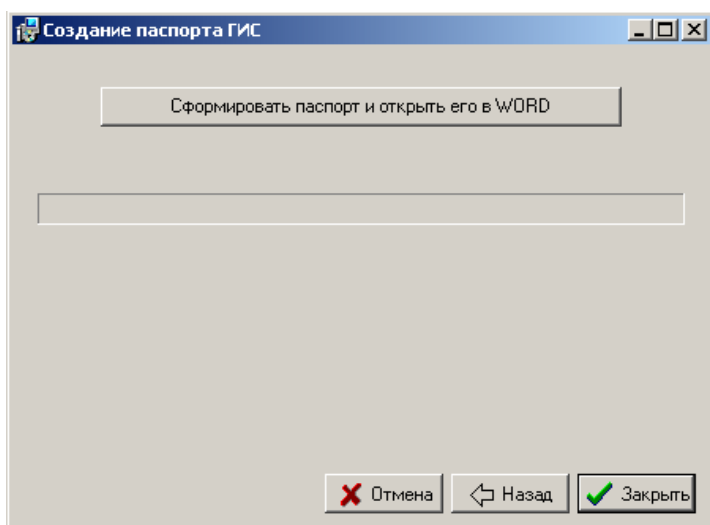 Создание паспорта ГИС
Сформировать паспорт и открыть его в WORD
Отмена
Назад
Закрыть